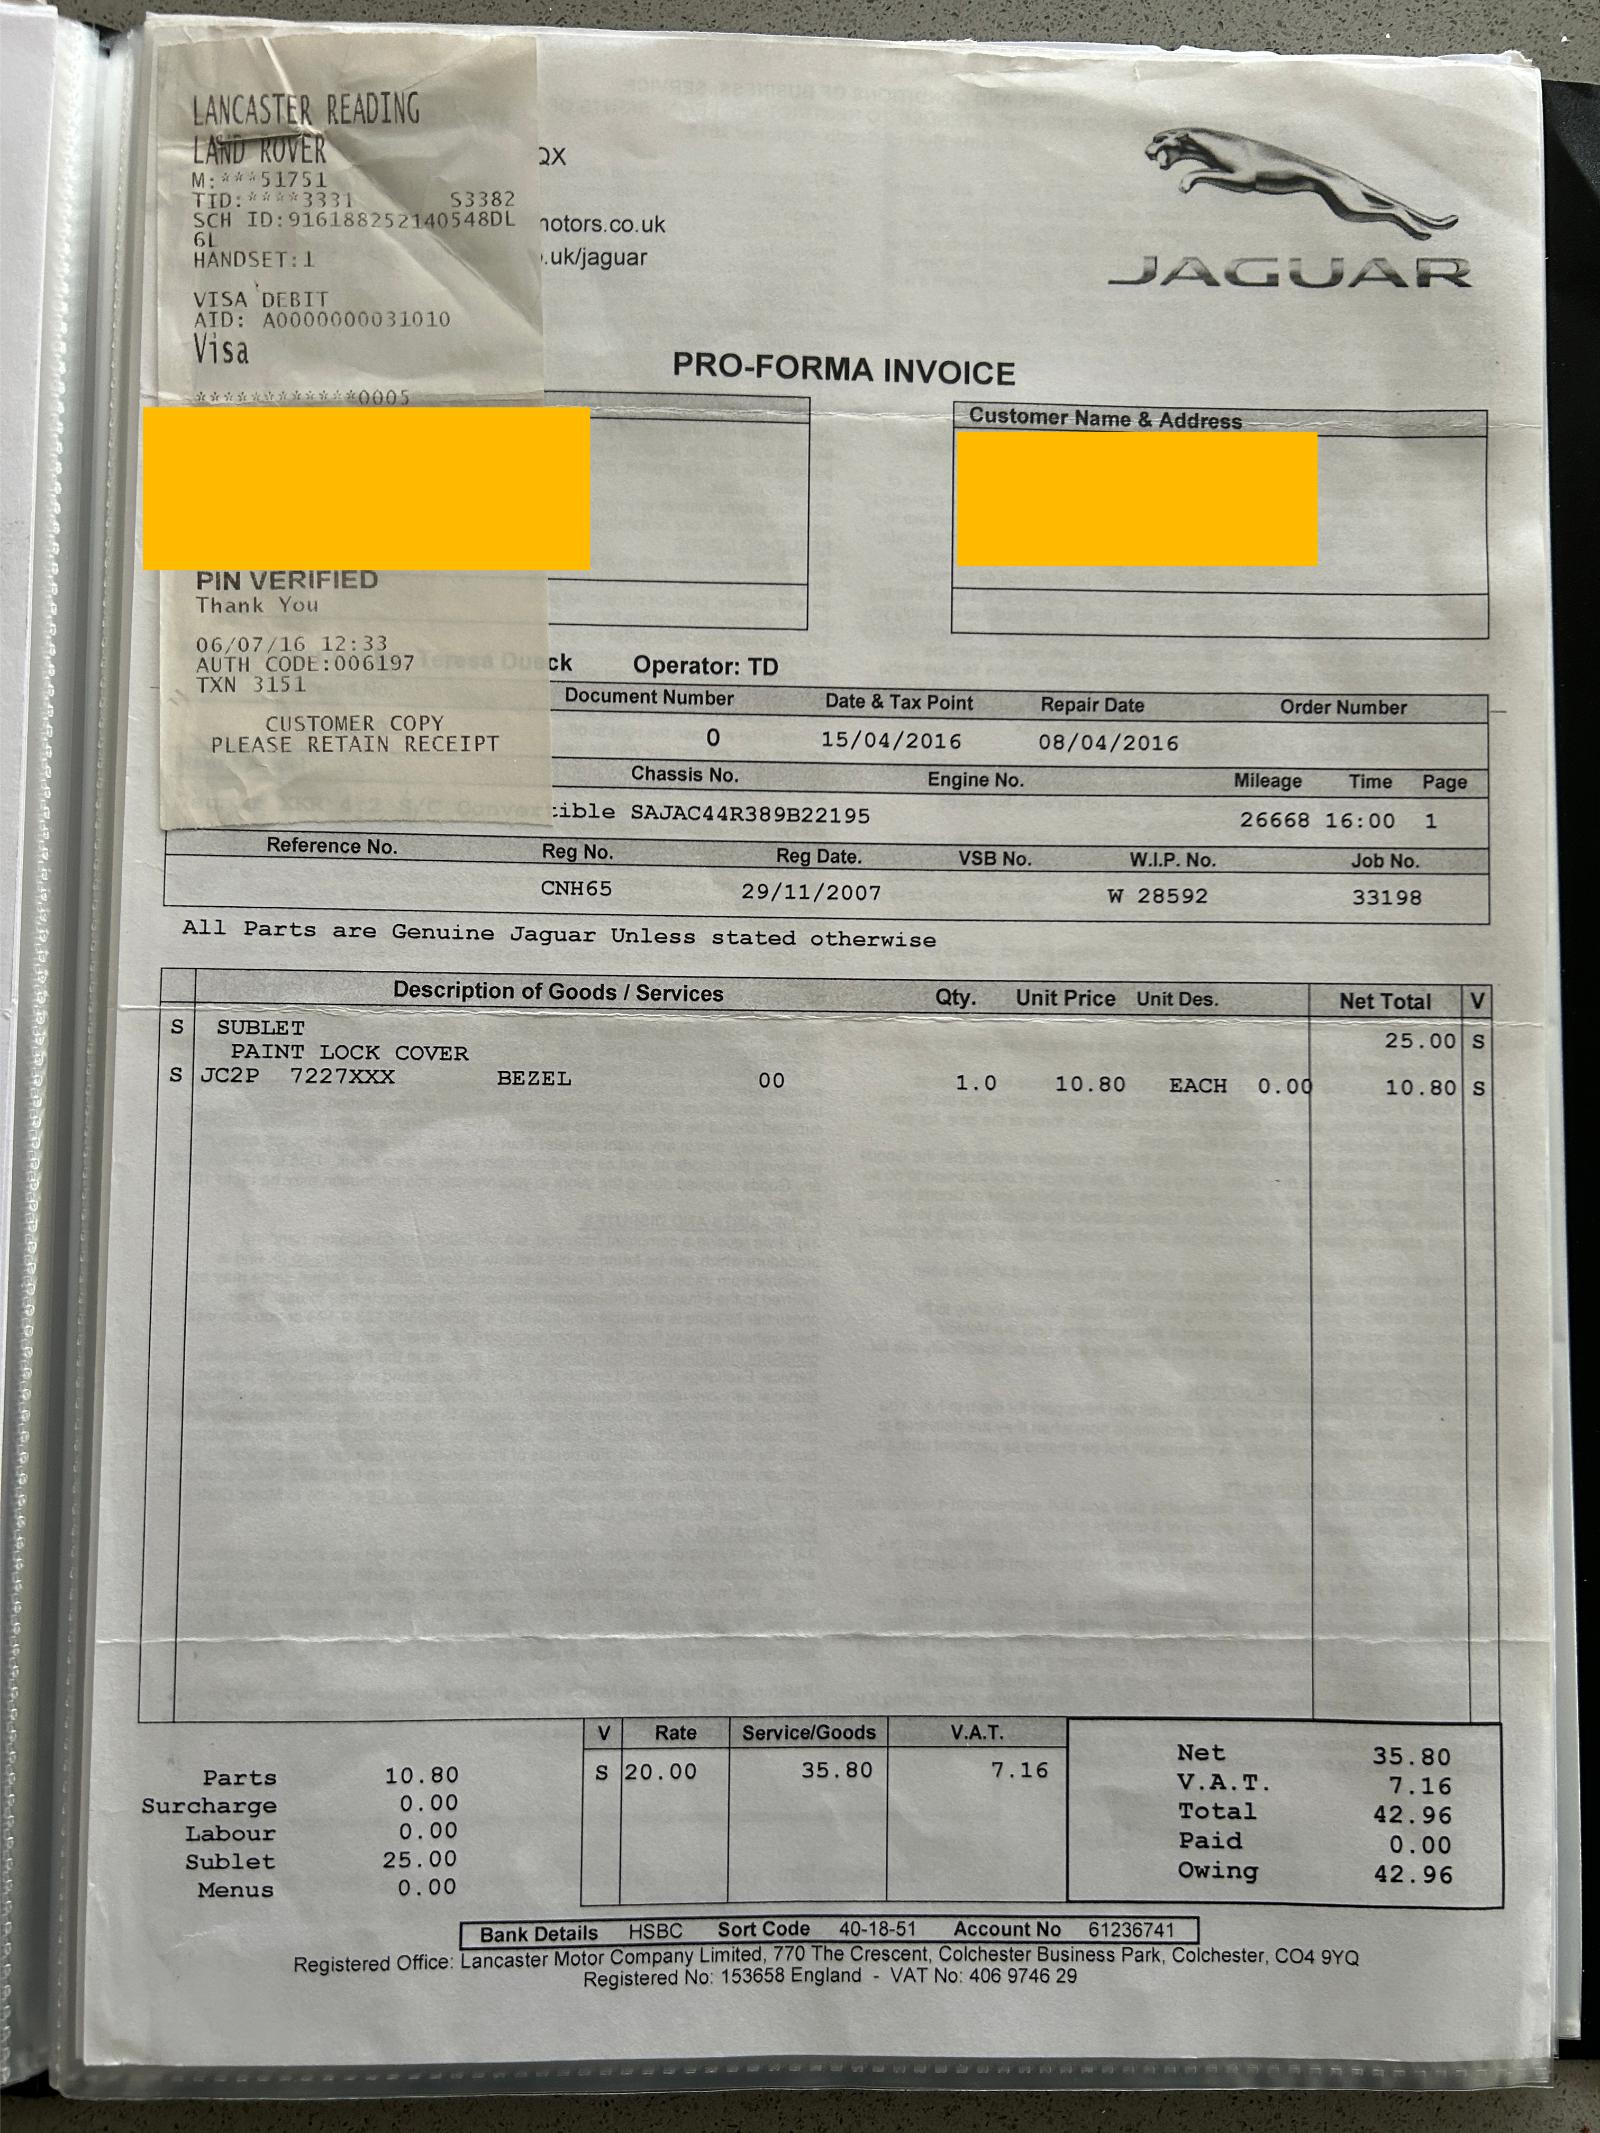 LANCASTER READING
LAND ROVER
M:***51751
TID:****3331 S3382
SCH ID:916188252140548DL
6L
HANDSET:1
VISA DEBIT
AID: A0000000031010
Visa
************0005
PIN VERIFIED
Thank You
06/07/16 12:33
AUTH CODE:006197
TXN 3151
CUSTOMER COPY
PLEASE RETAIN RECEIPT
QX
motors.co.uk
.uk/jaguar
JAGUAR
PRO-FORMA INVOICE
Customer Name & Address
Teresa Dueck Operator: TD
Document Number Date & Tax Point Repair Date Order Number
0 15/04/2016 08/04/2016
Chassis No. Engine No. Mileage Time Page
XKR 4.2 S/C Convertible SAJAC44R389B22195 26668 16:00 1
Reference No. Reg No. Reg Date. VSB No. W.I.P. No. Job No.
CNH65 29/11/2007 W 28592 33198
All Parts are Genuine Jaguar Unless stated otherwise
Description of Goods / Services Qty. Unit Price Unit Des. Net Total V
S SUBLET 25.00 S
PAINT LOCK COVER
S JC2P 7227XXX BEZEL 00 1.0 10.80 EACH 0.00 10.80 S
V Rate Service/Goods V.A.T.
S 20.00 35.80 7.16
Parts 10.80
Surcharge 0.00
Labour 0.00
Sublet 25.00
Menus 0.00
Net 35.80
V.A.T. 7.16
Total 42.96
Paid 0.00
Owing 42.96
Bank Details HSBC Sort Code 40-18-51 Account No 61236741
Registered Office: Lancaster Motor Company Limited, 770 The Crescent, Colchester Business Park, Colchester, CO4 9YQ
Registered No: 153658 England - VAT No: 406 9746 29